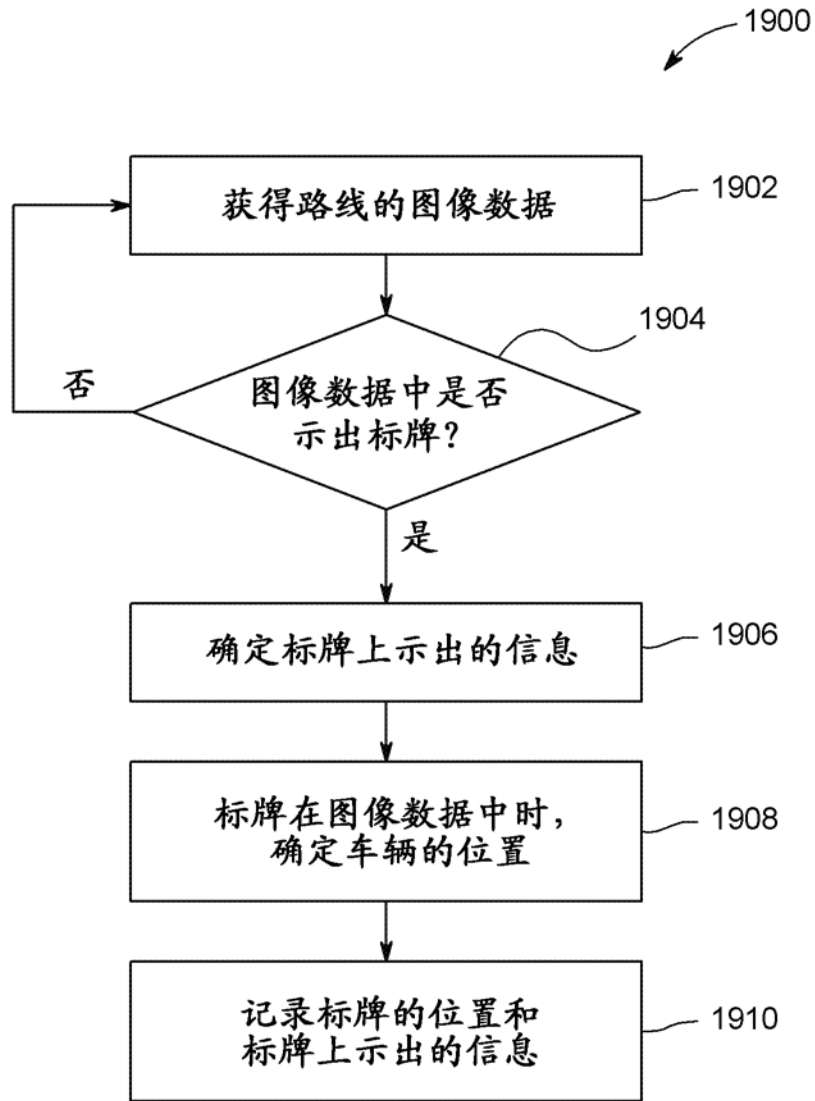 1900
获得路线的图像数据
1902
1904
图像数据中是否
示出标牌?
否
是
确定标牌上示出的信息
1906
标牌在图像数据中时，
确定车辆的位置
1908
记录标牌的位置和
标牌上示出的信息
1910